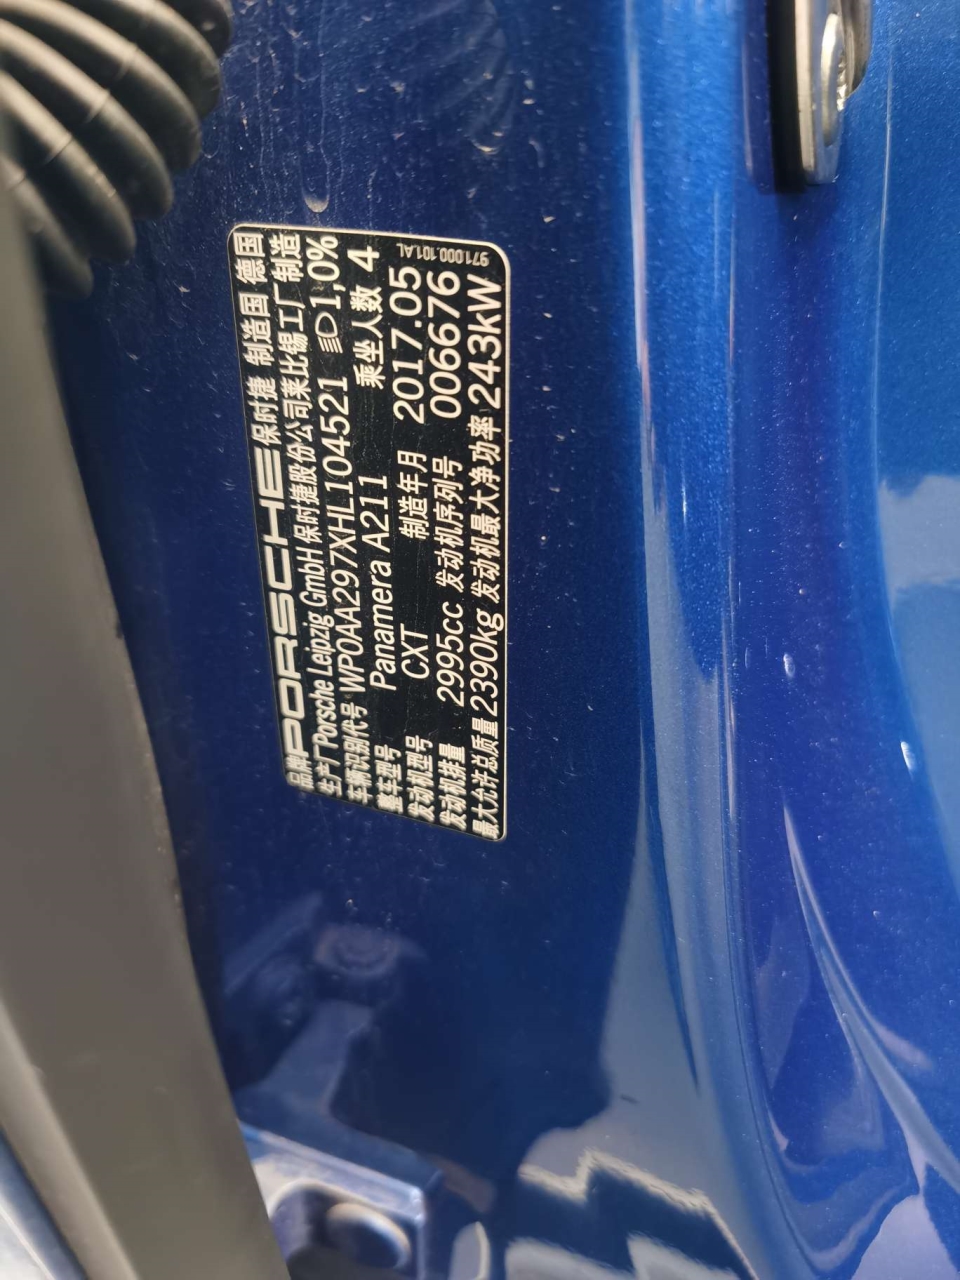 品牌 PORSCHE 保时捷 制造国 德国
生产厂 Porsche Leipzig GmbH 保时捷股份公司莱比锡工厂 制造
车辆识别代号 WP0AA297XHL104521 1,0%
整车型号 Panamera A211 乘坐人数 4
发动机型号 CXT 制造年月 2017.05
发动机排量 2995cc 发动机序列号 006676
最大允许总质量 2390kg 发动机最大净功率 243kW
971.000.101.AL